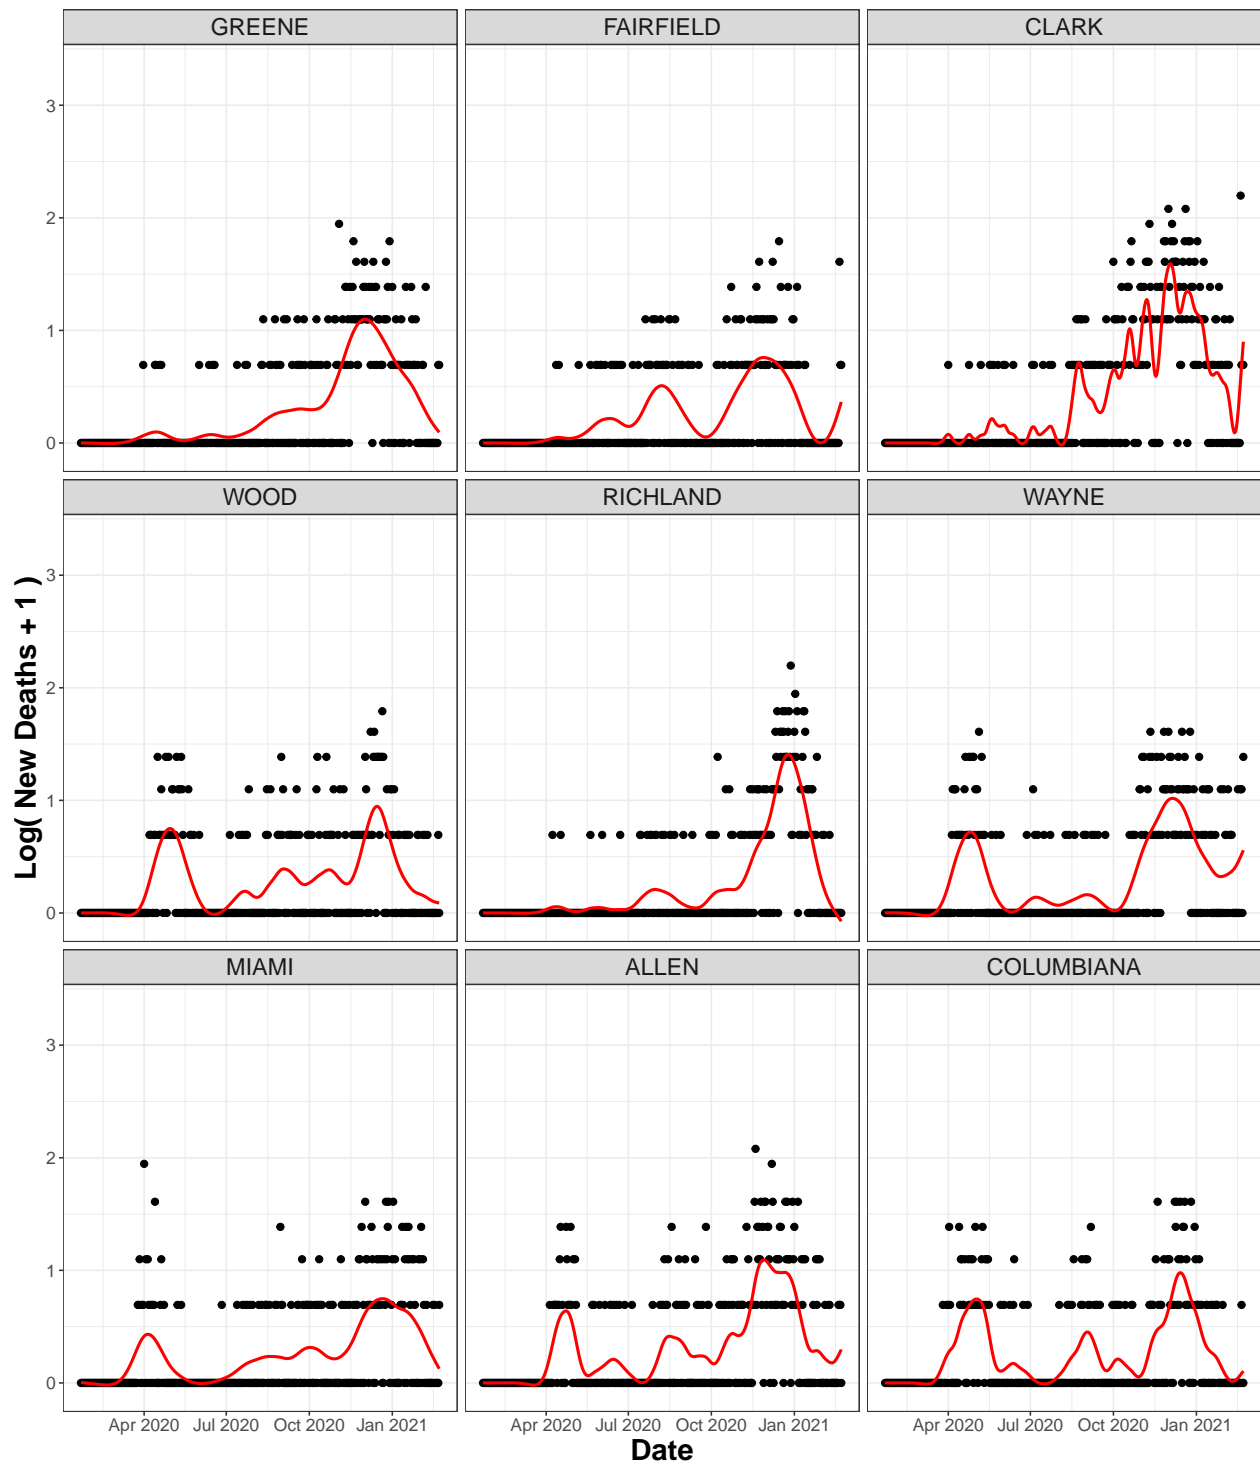 GREENE FAIRFIELD CLARK
3
2
1
0
WOOD RICHLAND WAYNE
3
2
1
0
MIAMI ALLEN COLUMBIANA
3
2
1
0
Log( New Deaths + 1 )
Apr 2020 Jul 2020 Oct 2020 Jan 2021 Apr 2020 Jul 2020 Oct 2020 Jan 2021 Apr 2020 Jul 2020 Oct 2020 Jan 2021
Date